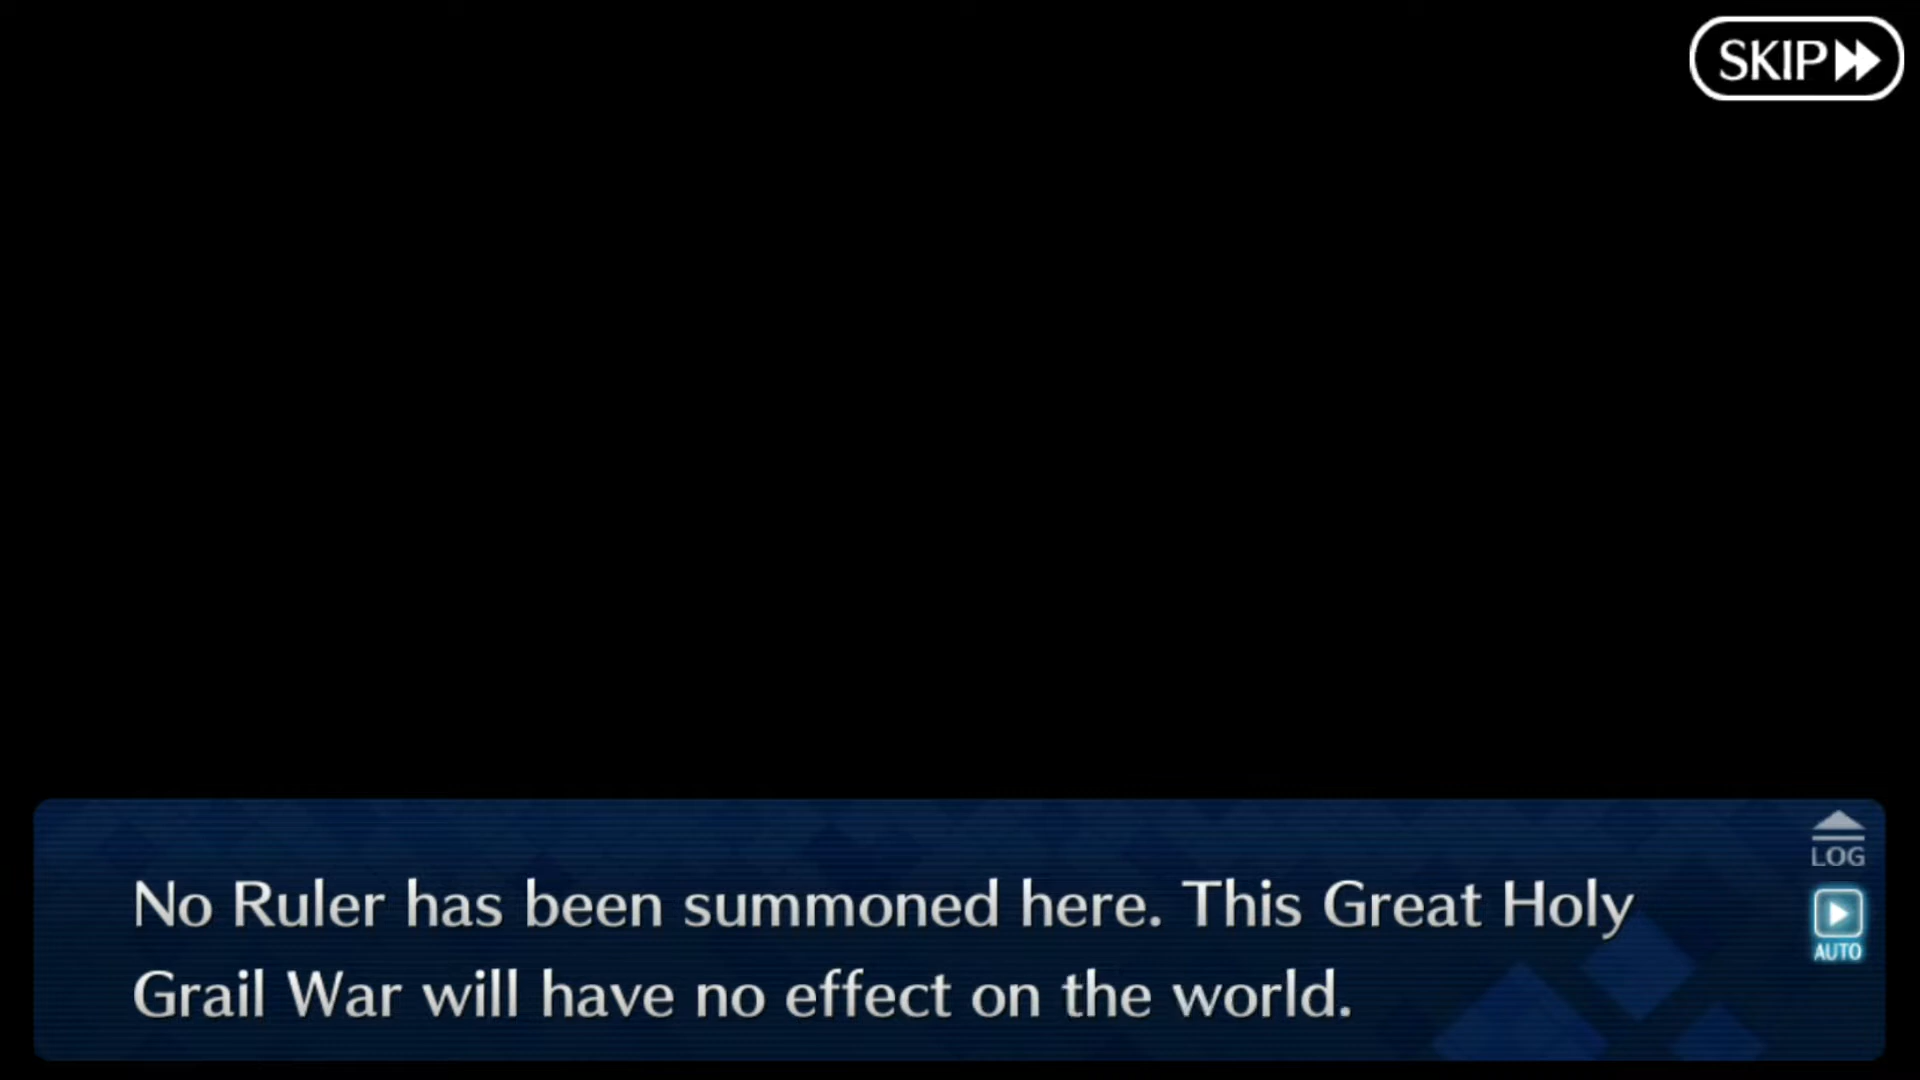 SKIP
LOG
No Ruler has been summoned here. This Great Holy
AUTO
Grail War will have no effect on the world.